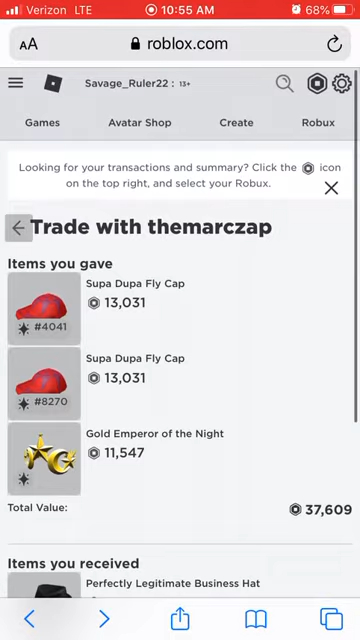 Verizon LTE 10:55 AM 68%
AA roblox.com
Savage_Ruler22 : 13+
Games Avatar Shop Create Robux
Looking for your transactions and summary? Click the icon
on the top right, and select your Robux.
Trade with themarczap
Items you gave
Supa Dupa Fly Cap
13,031
#4041
Supa Dupa Fly Cap
13,031
#8270
Gold Emperor of the Night
11,547
Total Value: 37,609
Items you received
Perfectly Legitimate Business Hat